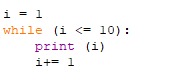 i = 1
while (i <= 10):
    print (i)
    i+= 1